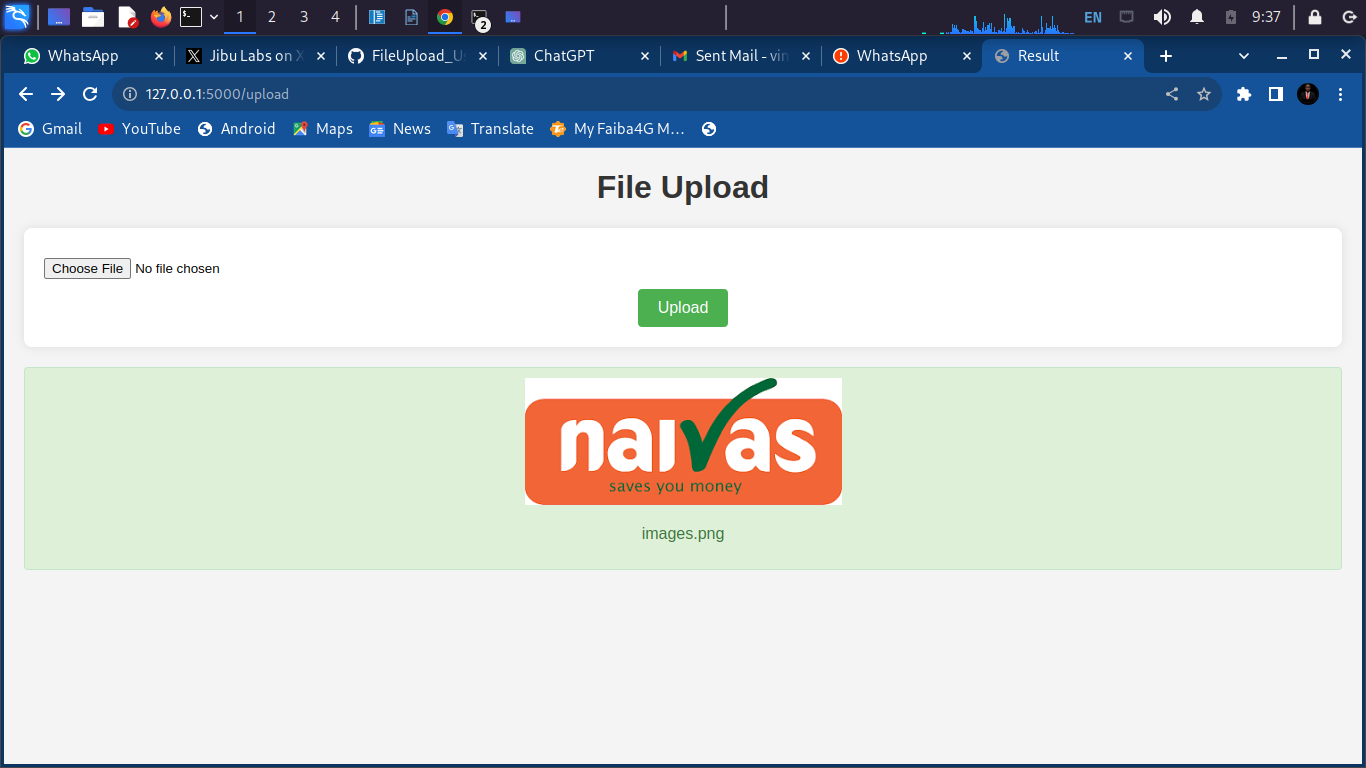 1 2 3 4 2 EN 9:37
WhatsApp Jibu Labs on X FileUpload_Us ChatGPT Sent Mail - vin WhatsApp Result
127.0.0.1:5000/upload
Gmail YouTube Android Maps News Translate My Faiba4G M...
File Upload
Choose File No file chosen
Upload
naivas
saves you money
images.png